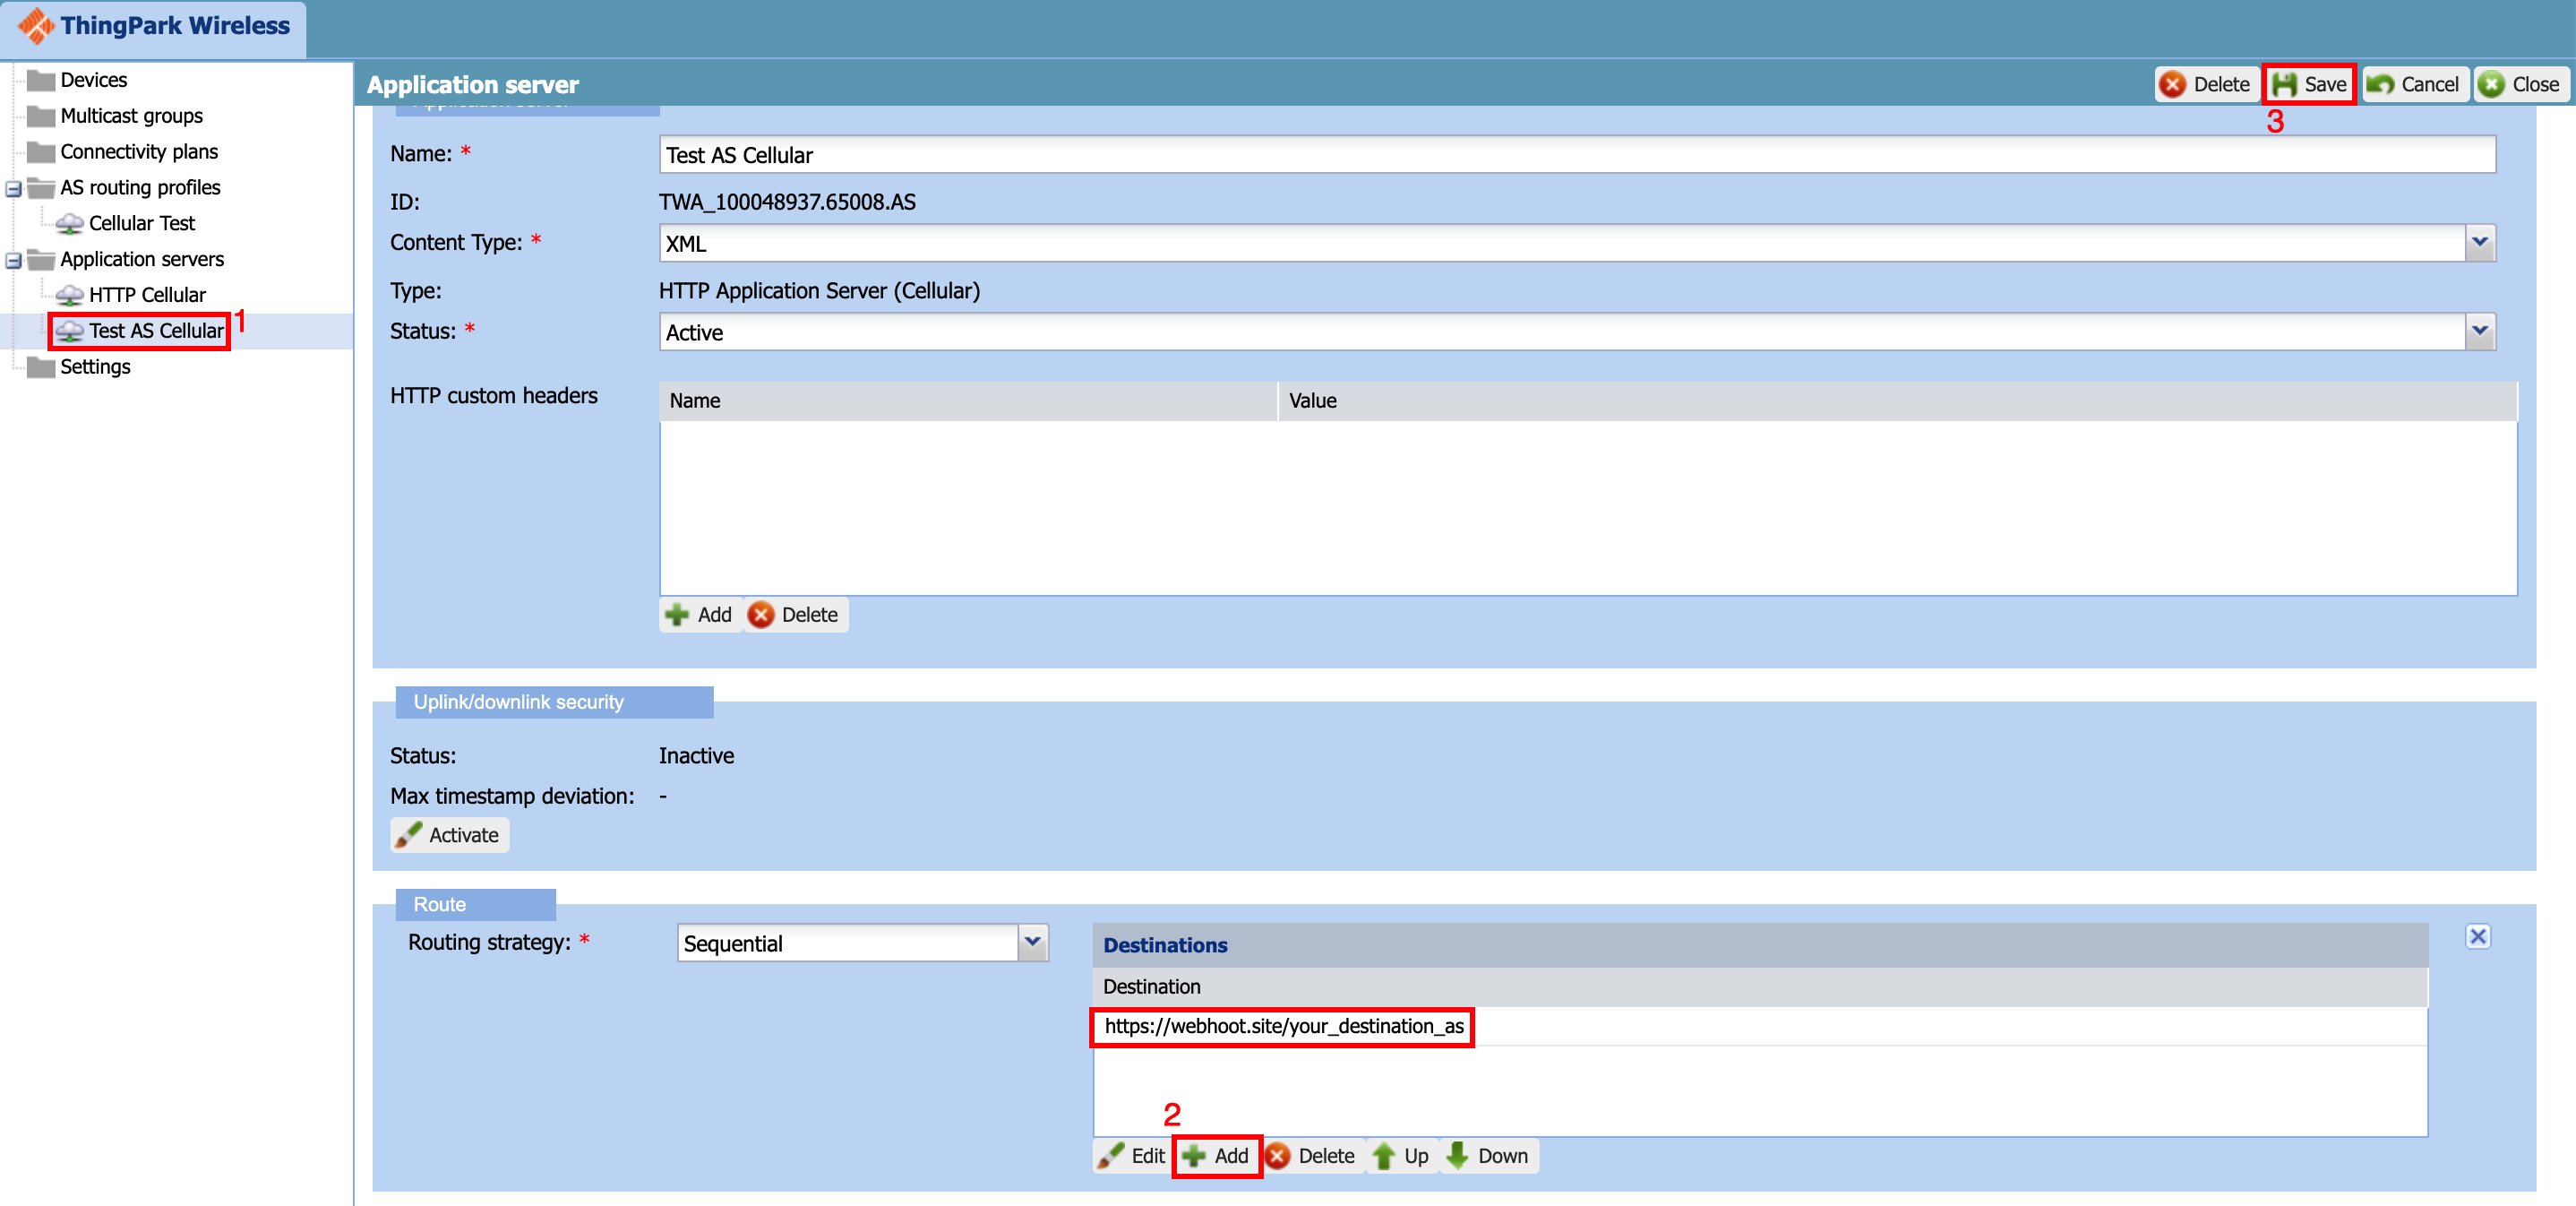 ThingPark Wireless
Devices
Multicast groups
Connectivity plans
AS routing profiles
Cellular Test
Application servers
HTTP Cellular
Test AS Cellular 1
Settings
Application server
Delete Save Cancel Close
3
Application server
Name: * Test AS Cellular
ID: TWA_100048937.65008.AS
Content Type: * XML
Type: HTTP Application Server (Cellular)
Status: * Active
HTTP custom headers Name Value
Add Delete
Uplink/downlink security
Status: Inactive
Max timestamp deviation: -
Activate
Route
Routing strategy: * Sequential
Destinations
Destination
https://webhoot.site/your_destination_as
2
Edit Add Delete Up Down